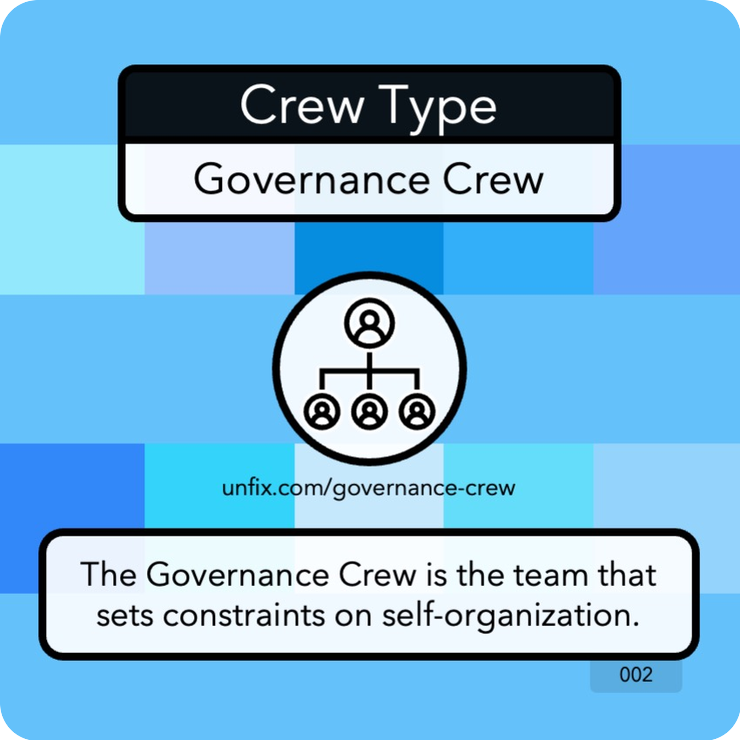 Crew Type
Governance Crew
unfix.com/governance-crew
The Governance Crew is the team that
sets constraints on self-organization.
002